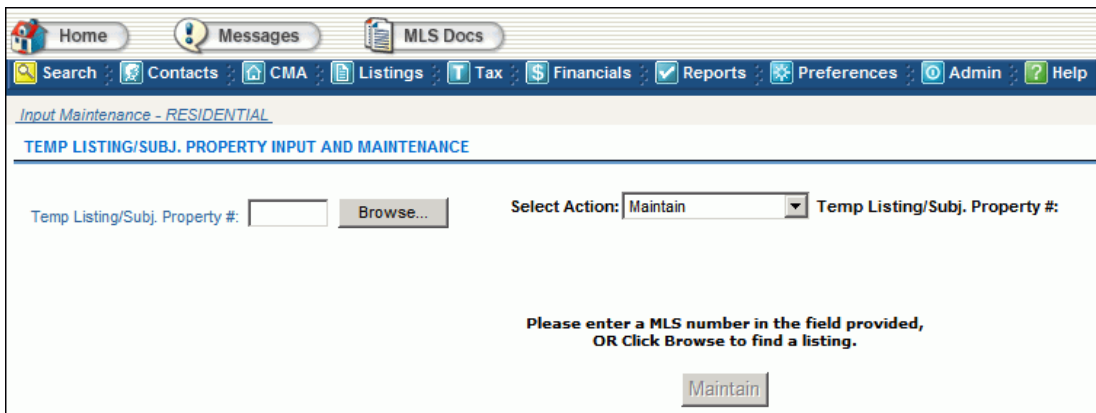 Home Messages MLS Docs
Search Contacts CMA Listings T Tax $ Financials Reports Preferences Admin ? Help
Input Maintenance - RESIDENTIAL
TEMP LISTING/SUBJ. PROPERTY INPUT AND MAINTENANCE
Temp Listing/Subj. Property #: Browse... Select Action: Maintain Temp Listing/Subj. Property #:
Please enter a MLS number in the field provided,
OR Click Browse to find a listing.
Maintain